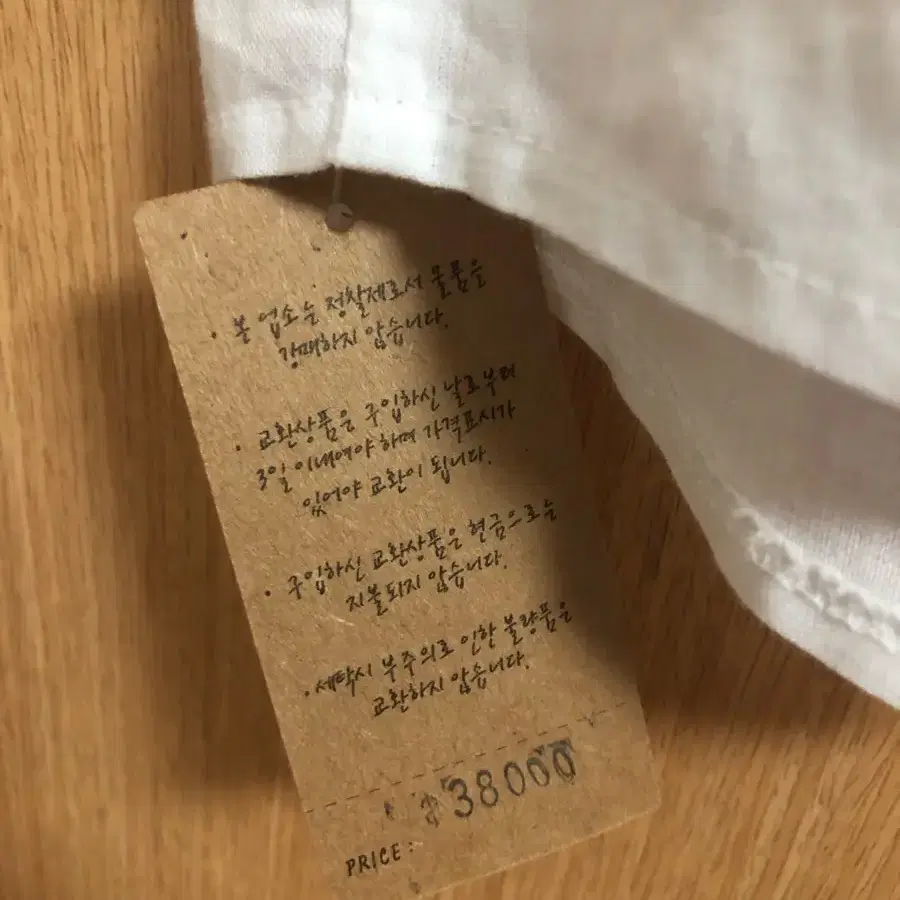 · 본 업소는 정찰제로서 물품을
강매하지 않습니다.
· 교환상품은 구입하신 날로부터
3일 이내여야 하며 가격표시가
있어야 교환이 됩니다.
· 구입하신 교환상품은 현금으로는
지불되지 않습니다.
· 세탁시 부주의로 인한 불량품은
교환하지 않습니다.
38000
PRICE :